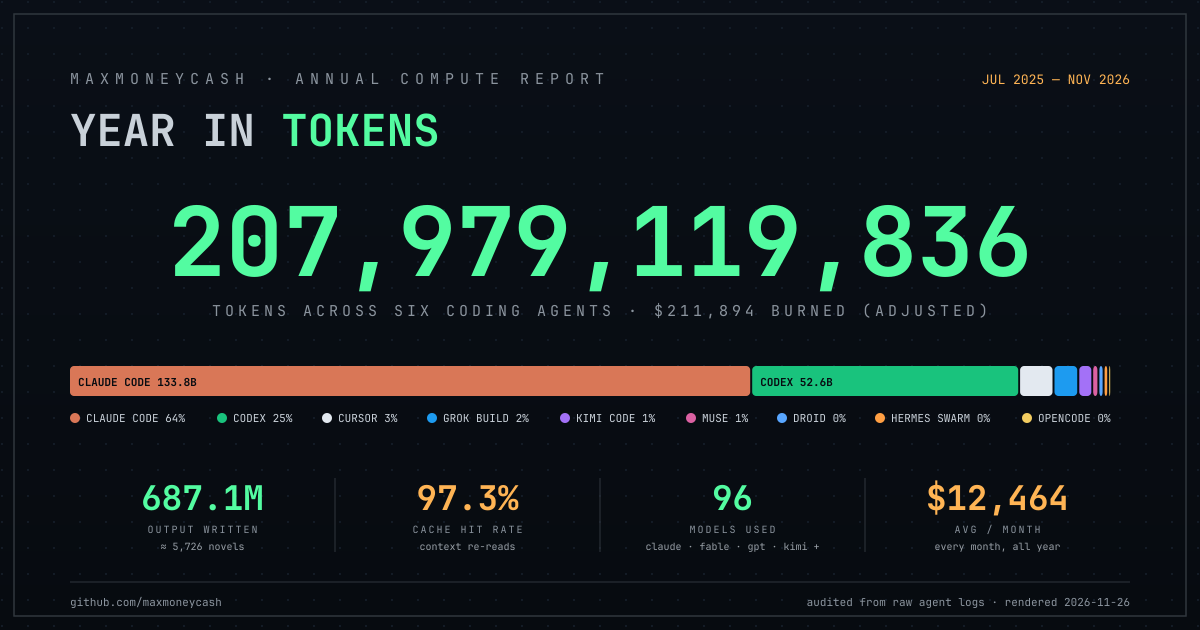 MAXMONEYCASH · ANNUAL COMPUTE REPORT
JUL 2025 — NOV 2026
YEAR IN TOKENS
207,979,119,836
TOKENS ACROSS SIX CODING AGENTS · $211,894 BURNED (ADJUSTED)
CLAUDE CODE 133.8B
CODEX 52.6B
CLAUDE CODE 64%
CODEX 25%
CURSOR 3%
GROK BUILD 2%
KIMI CODE 1%
MUSE 1%
DROID 0%
HERMES SWARM 0%
OPENCODE 0%
687.1M
OUTPUT WRITTEN
≈ 5,726 novels
97.3%
CACHE HIT RATE
context re-reads
96
MODELS USED
claude · fable · gpt · kimi +
$12,464
AVG / MONTH
every month, all year
github.com/maxmoneycash
audited from raw agent logs · rendered 2026-11-26